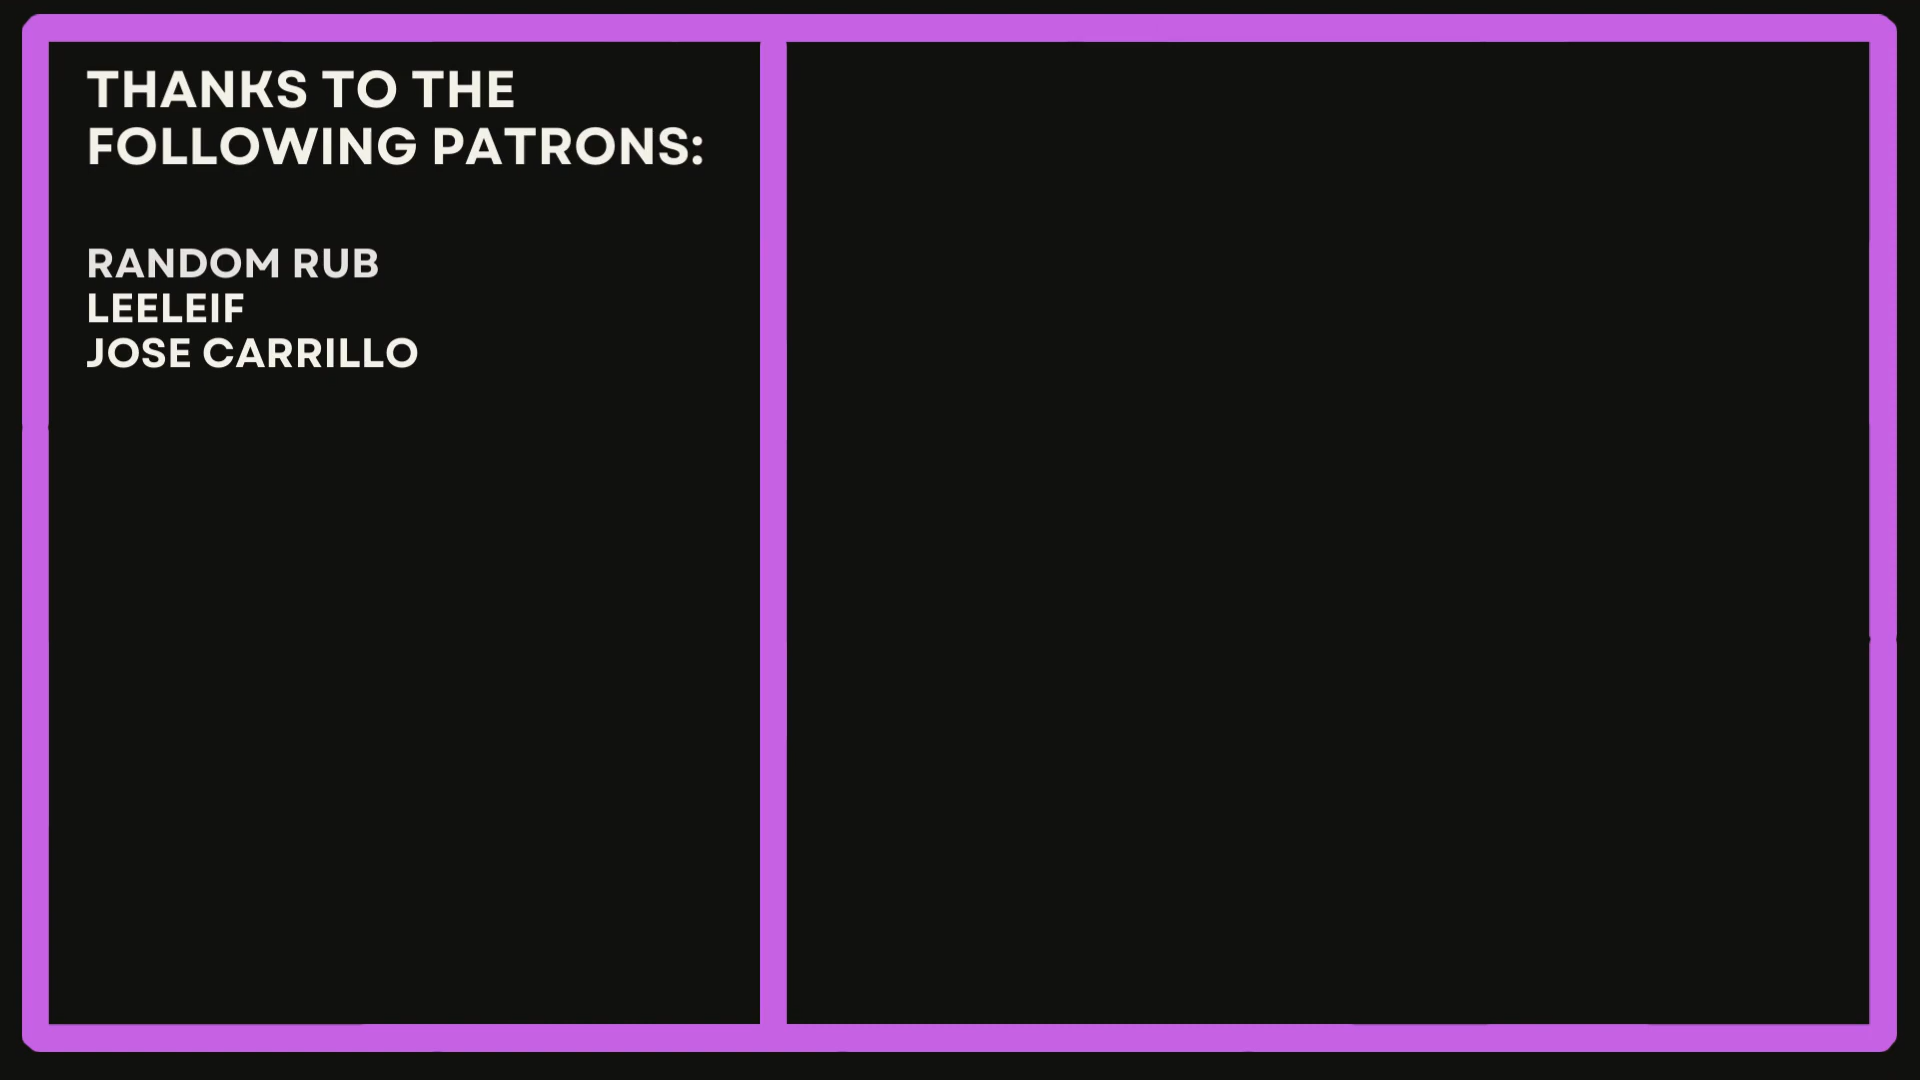 THANKS TO THE
FOLLOWING PATRONS:
RANDOM RUB
LEELEIF
JOSE CARRILLO